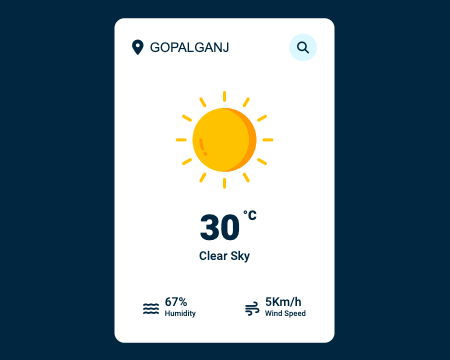 GOPALGANJ
30°C
Clear Sky
67%
Humidity
5Km/h
Wind Speed